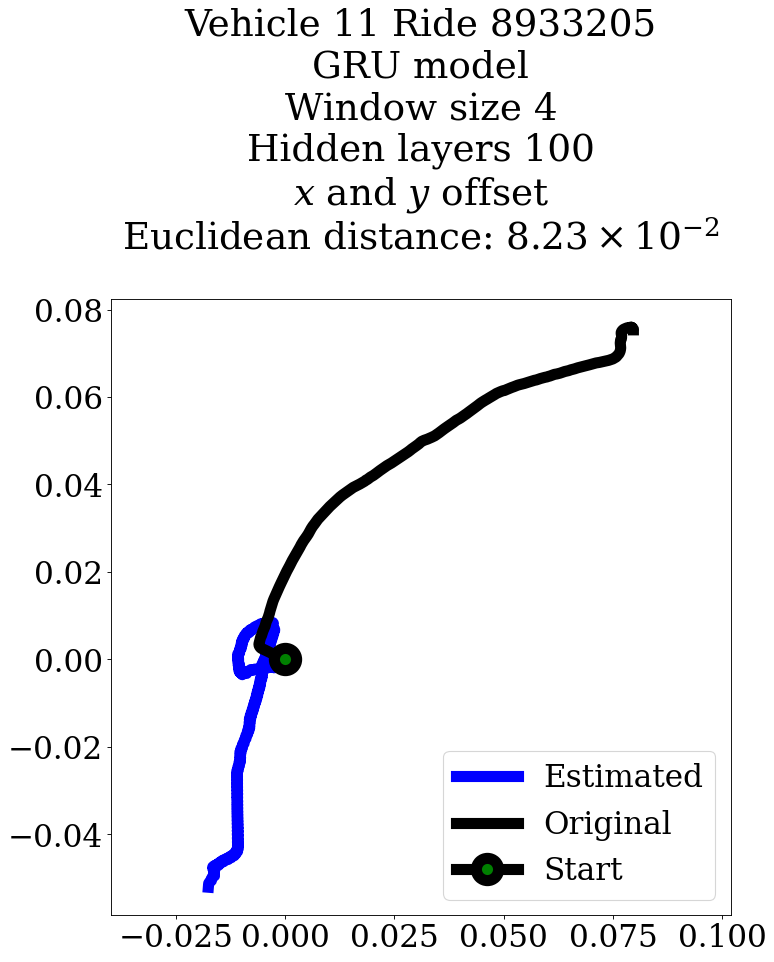 Vehicle 11 Ride 8933205
GRU model
Window size 4
Hidden layers 100
x and y offset
Euclidean distance: 8.23 × 10⁻²
0.08
0.06
0.04
0.02
0.00
−0.02
−0.04
Estimated
Original
Start
−0.025 0.000 0.025 0.050 0.075 0.100